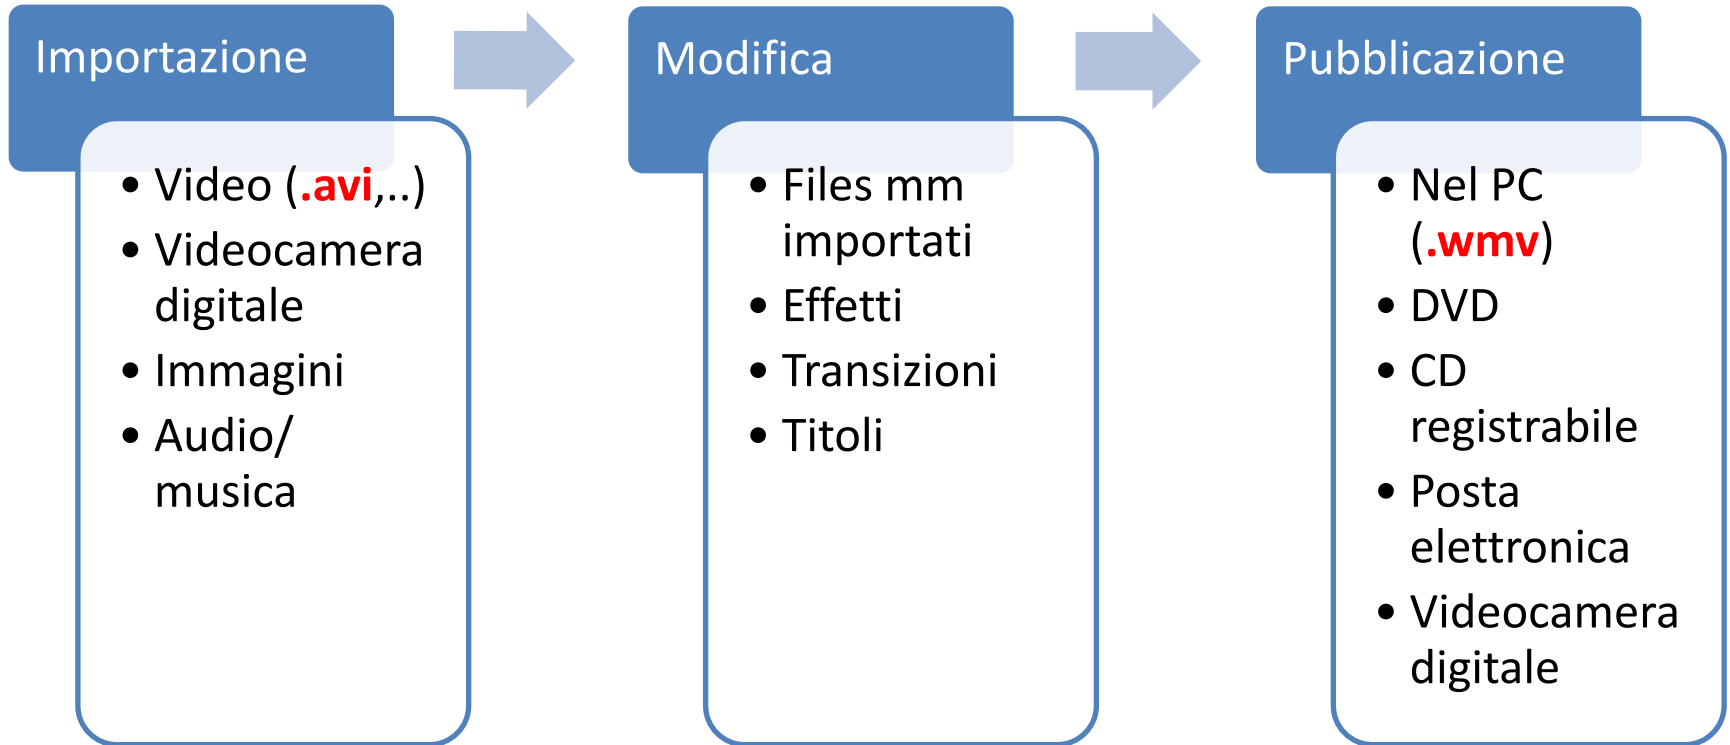 Importazione
• Video (.avi,..)
• Videocamera
digitale
• Immagini
• Audio/
musica
Modifica
• Files mm
importati
• Effetti
• Transizioni
• Titoli
Pubblicazione
• Nel PC
(.wmv)
• DVD
• CD
registrabile
• Posta
elettronica
• Videocamera
digitale